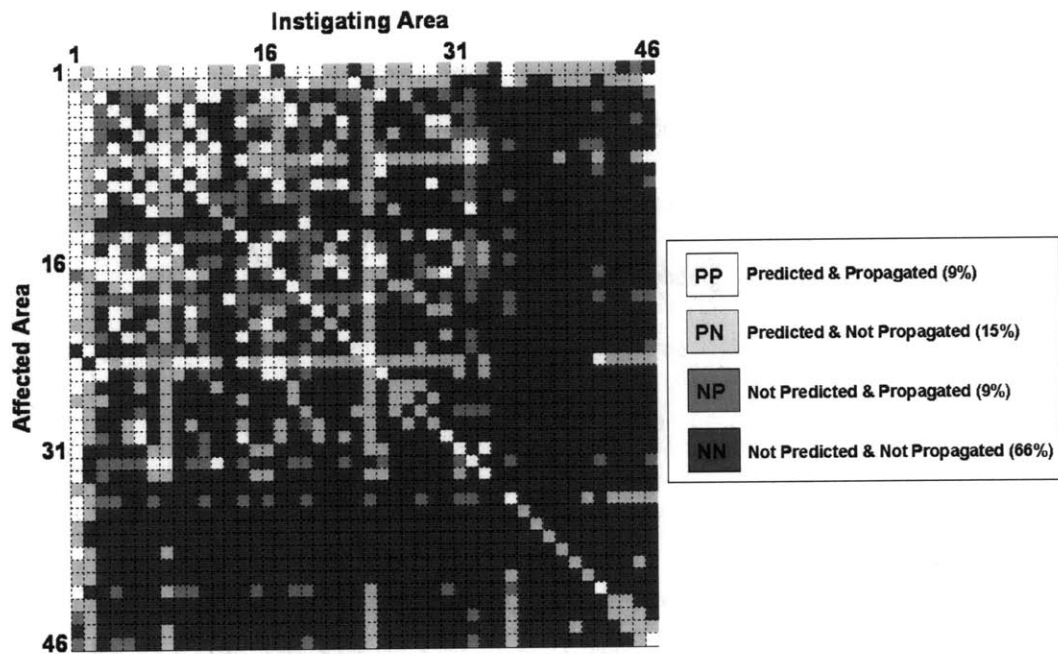 Instigating Area
1 16 31 46
1
16
31
46
Affected Area
PP Predicted & Propagated (9%)
PN Predicted & Not Propagated (15%)
NP Not Predicted & Propagated (9%)
NN Not Predicted & Not Propagated (66%)